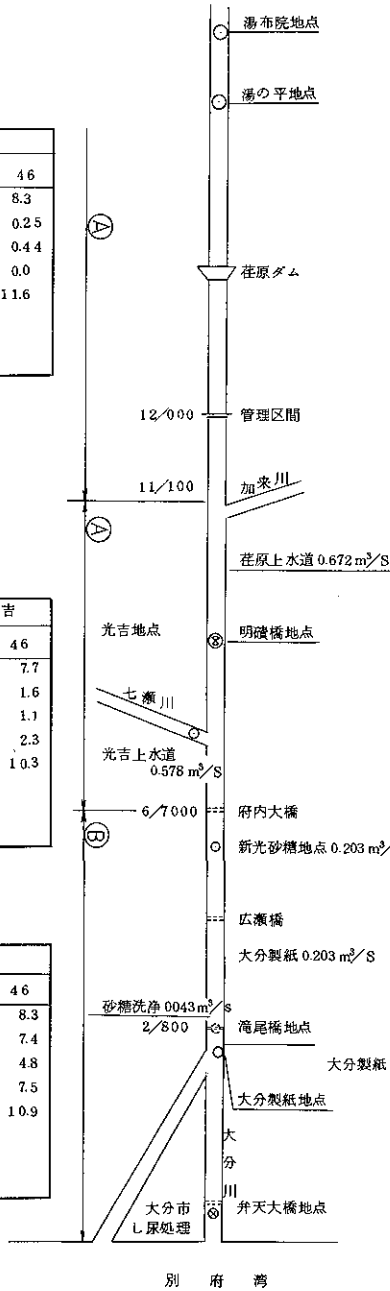 湯布院地点
湯の平地点
46
8.3
0.25
0.44
0.0
11.6
Ⓐ
荏原ダム
12/000
管理区間
11/100
加来川
Ⓐ
荏原上水道 0.672m³/S
吉
46
7.7
1.6
1.1
2.3
10.3
光吉地点
明磧橋地点
七瀬川
光吉上水道
0.578m³/S
6/7000
府内大橋
Ⓑ
新光砂糖地点 0.203m³/
広瀬橋
大分製紙 0.203m³/S
46
8.3
7.4
4.8
7.5
10.9
砂糖洗浄 0043m³/S
2/800
滝尾橋地点
大分製紙
大分製紙地点
大分川
大分市
し尿処理
弁天大橋地点
別府湾